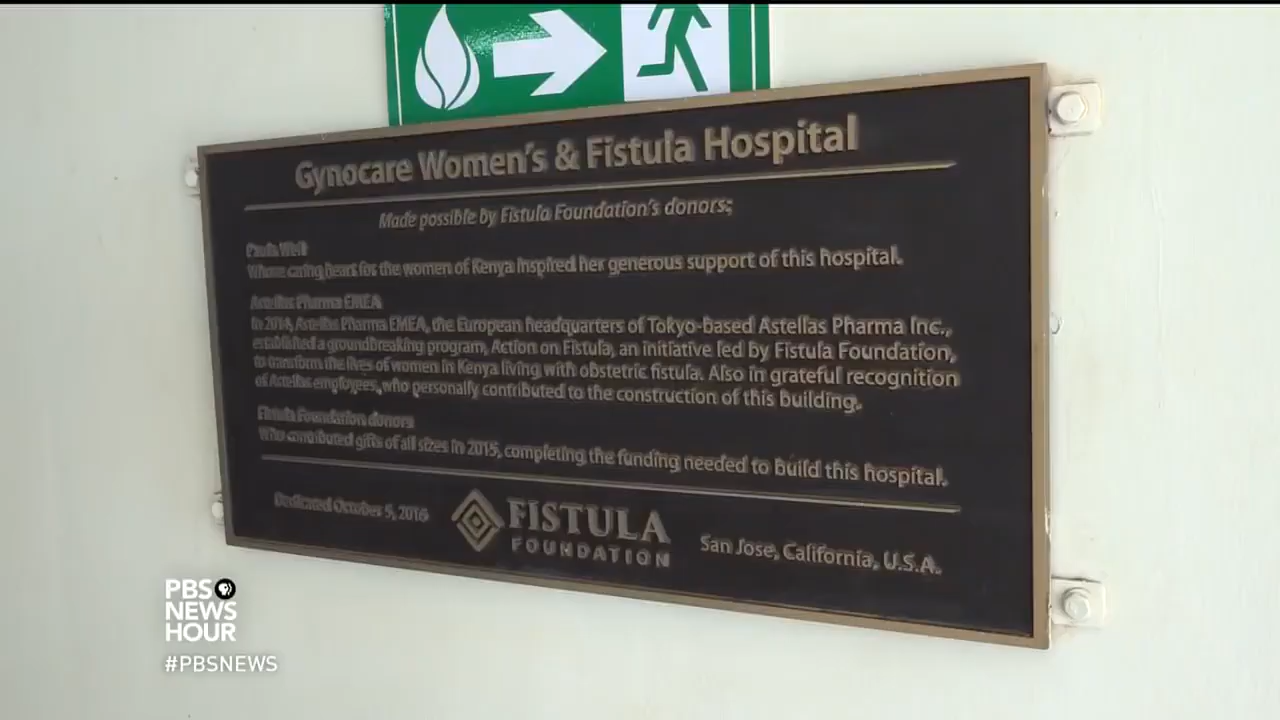 Gynocare Women's & Fistula Hospital
Made possible by Fistula Foundation's donors:
Whose caring heart for the women of Kenya inspired her generous support of this hospital.
Astellas Pharma EMEA
In 2014, Astellas Pharma EMEA, the European headquarters of Tokyo-based Astellas Pharma Inc.,
established a groundbreaking program, Action on Fistula, an initiative led by Fistula Foundation,
to transform the lives of women in Kenya living with obstetric fistula. Also in grateful recognition
of Astellas employees, who personally contributed to the construction of this building.
Fistula Foundation donors
Who contributed gifts of all sizes in 2015, completing the funding needed to build this hospital.
Dedicated October 5, 2016
FISTULA
FOUNDATION
San Jose, California, U.S.A.
PBS
NEWS
HOUR
#PBSNEWS